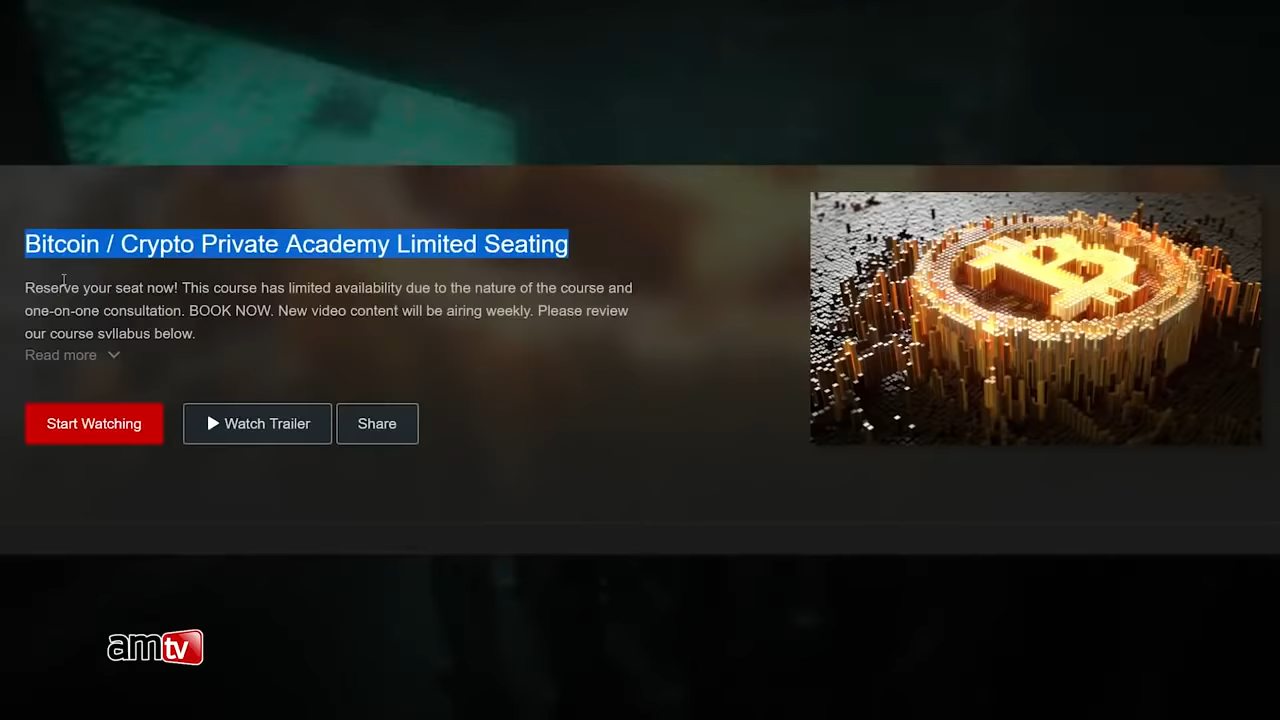 Bitcoin / Crypto Private Academy Limited Seating
Reserve your seat now! This course has limited availability due to the nature of the course and
one-on-one consultation. BOOK NOW. New video content will be airing weekly. Please review
our course syllabus below.
Read more
Start Watching
Watch Trailer
Share
amtv